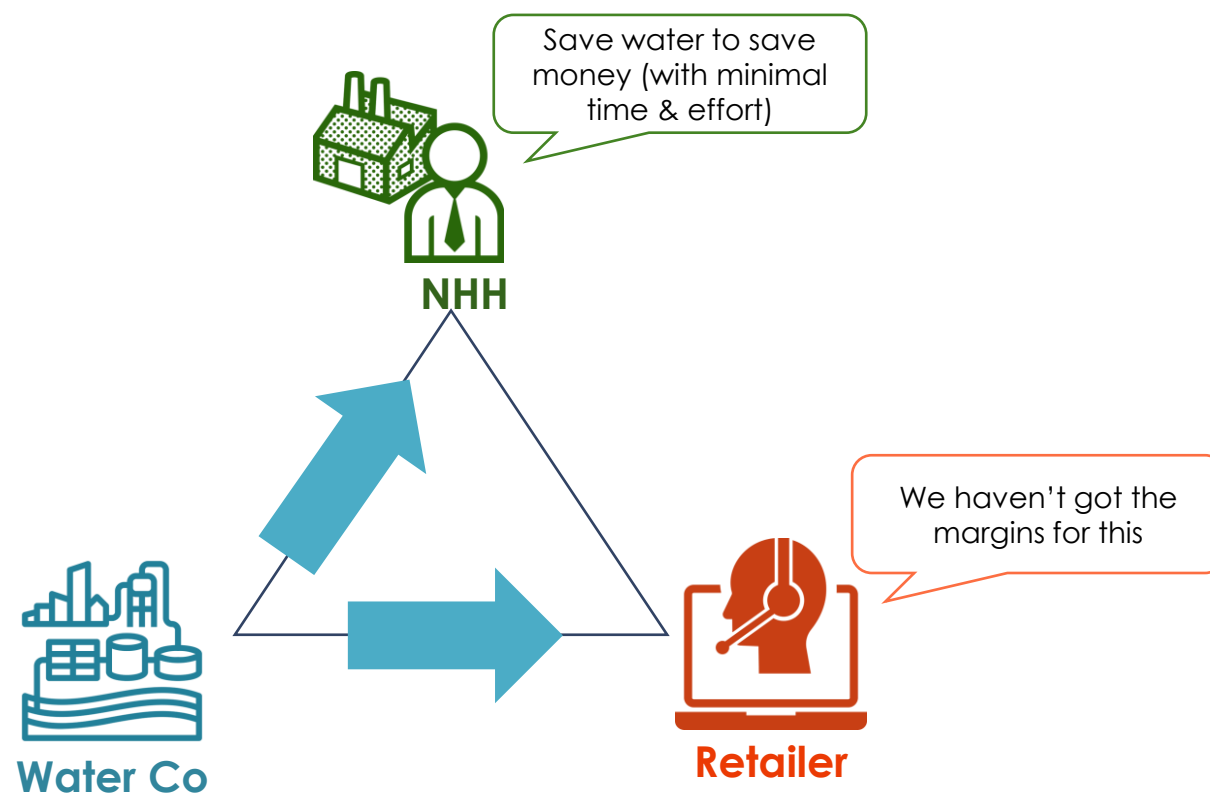 Save water to save
money (with minimal
time & effort)
NHH
We haven’t got the
margins for this
Water Co
Retailer